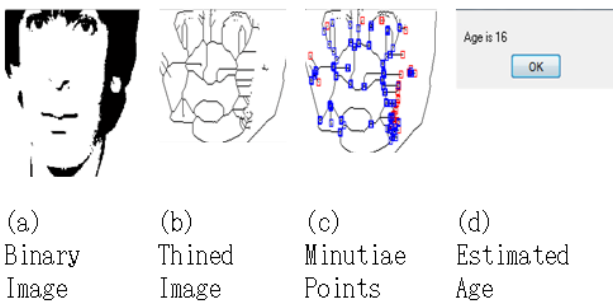 Age is 16
OK
(a)
Binary
Image
(b)
Thined
Image
(c)
Minutiae
Points
(d)
Estimated
Age